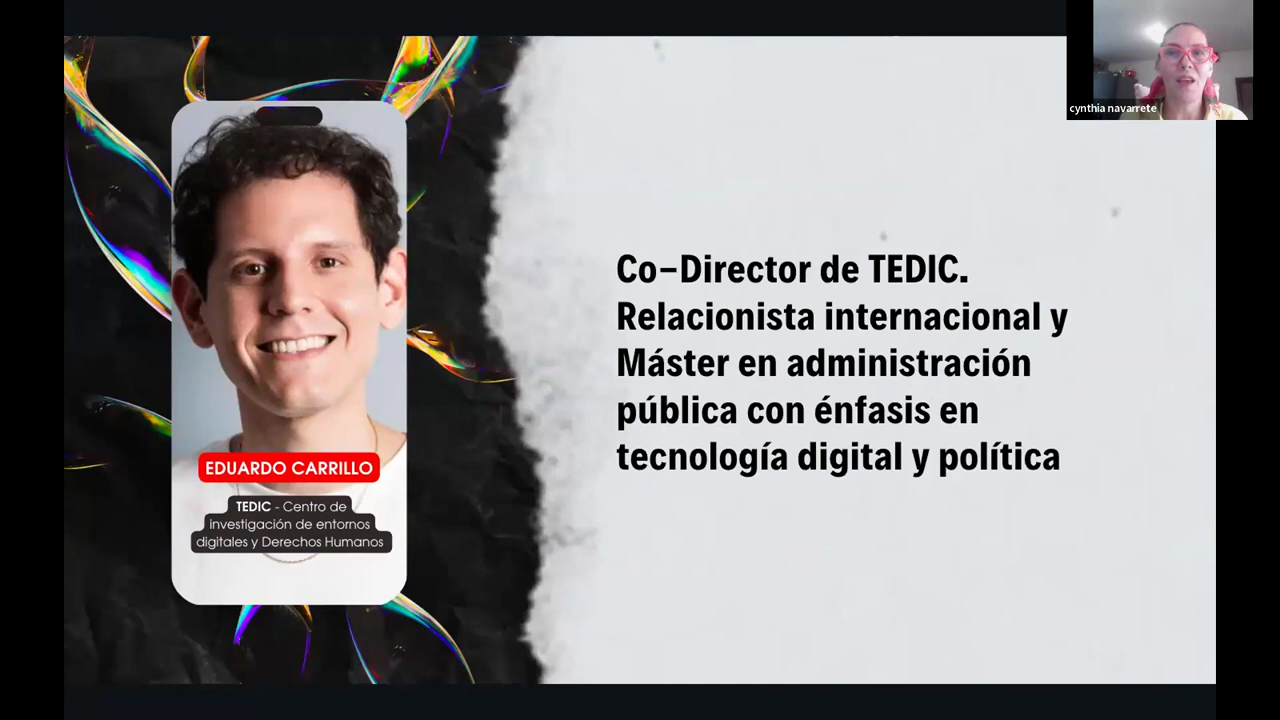 cynthia navarrete
Co-Director de TEDIC.
Relacionista internacional y
Máster en administración
pública con énfasis en
tecnología digital y política
EDUARDO CARRILLO
TEDIC - Centro de
investigación de entornos
digitales y Derechos Humanos